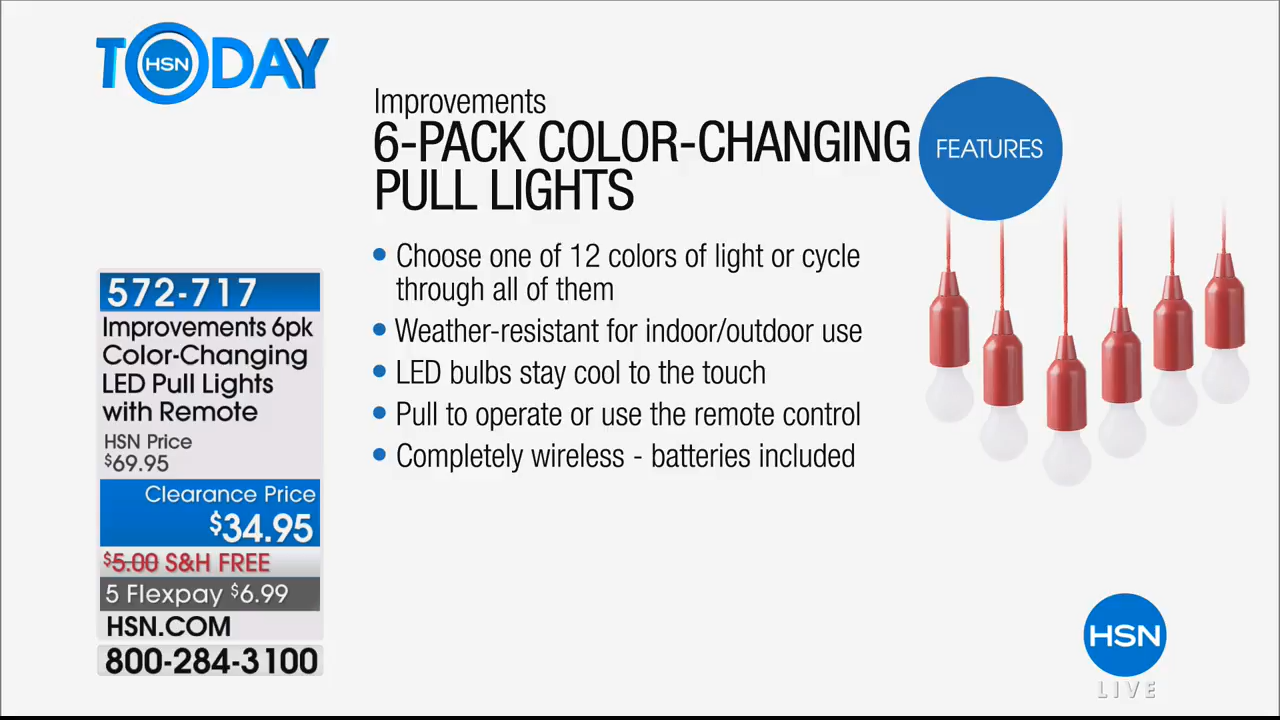 TODAY
HSN
Improvements
6-PACK COLOR-CHANGING
PULL LIGHTS
FEATURES
• Choose one of 12 colors of light or cycle
through all of them
• Weather-resistant for indoor/outdoor use
• LED bulbs stay cool to the touch
• Pull to operate or use the remote control
• Completely wireless - batteries included
572-717
Improvements 6pk
Color-Changing
LED Pull Lights
with Remote
HSN Price
$69.95
Clearance Price
$34.95
$5.00 S&H FREE
5 Flexpay $6.99
HSN.COM
800-284-3100
HSN
LIVE